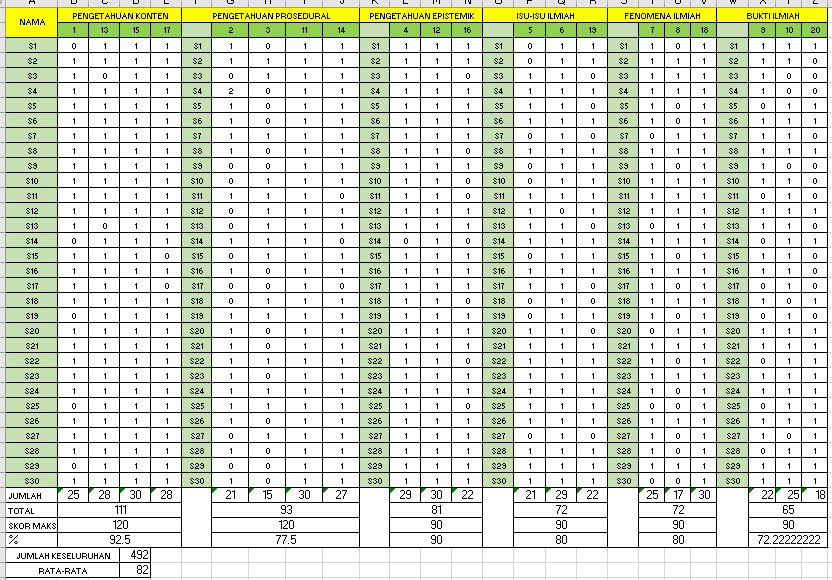 NAMA PENGETAHUAN KONTEN PENGETAHUAN PROSEDURAL PENGETAHUAN EPISTEMIK ISU-ISU ILMIAH FENOMENA ILMIAH BUKTI ILMIAH
1 13 15 17 2 3 11 14 4 12 16 5 6 19 7 8 18 9 10 20
S1 0 1 1 1 S1 1 0 1 1 S1 1 1 1 S1 0 1 1 S1 1 0 1 S1 1 1 1
S2 1 1 1 1 S2 1 1 1 1 S2 1 1 1 S2 1 1 1 S2 1 1 1 S2 1 1 0
S3 1 0 1 1 S3 0 0 1 1 S3 1 1 0 S3 0 1 0 S3 1 0 1 S3 1 1 0
S4 1 1 1 1 S4 2 0 1 1 S4 1 1 1 S4 1 1 1 S4 1 1 1 S4 1 1 0
S5 1 1 1 1 S5 1 0 1 1 S5 1 1 1 S5 1 1 0 S5 1 0 1 S5 0 1 1
S6 1 1 1 1 S6 1 1 1 1 S6 1 1 1 S6 1 1 1 S6 1 1 1 S6 1 1 1
S7 1 1 1 1 S7 1 1 1 1 S7 1 1 1 S7 0 1 0 S7 0 1 1 S7 1 1 0
S8 1 1 1 1 S8 1 1 1 1 S8 1 1 0 S8 1 1 1 S8 1 1 1 S8 1 1 1
S9 1 1 1 1 S9 0 0 1 1 S9 1 1 1 S9 0 1 0 S9 1 0 1 S9 1 0 0
S10 1 1 1 1 S10 0 1 1 1 S10 1 1 0 S10 0 1 1 S10 1 1 1 S10 1 1 0
S11 1 1 1 1 S11 1 1 1 0 S11 1 1 0 S11 1 1 1 S11 1 0 1 S11 0 1 0
S12 1 1 1 1 S12 0 0 1 1 S12 1 1 1 S12 1 0 1 S12 1 1 1 S12 1 1 1
S13 1 0 1 1 S13 0 0 1 1 S13 1 1 1 S13 1 1 0 S13 0 1 1 S13 1 0 0
S14 0 1 1 1 S14 1 1 1 0 S14 0 1 0 S14 1 1 1 S14 1 1 1 S14 0 1 1
S15 1 1 1 0 S15 1 0 1 1 S15 1 1 1 S15 0 1 1 S15 1 0 1 S15 1 0 0
S16 1 1 1 1 S16 1 1 1 1 S16 1 1 1 S16 1 1 1 S16 1 1 1 S16 1 1 1
S17 1 1 1 0 S17 1 0 1 0 S17 1 1 1 S17 1 1 1 S17 1 0 1 S17 0 1 1
S18 1 1 1 1 S18 0 0 1 1 S18 1 1 0 S18 0 1 1 S18 1 1 1 S18 0 1 0
S19 0 1 1 1 S19 0 1 1 1 S19 1 1 1 S19 1 1 0 S19 1 0 1 S19 1 0 1
S20 1 1 1 1 S20 1 0 1 1 S20 1 1 1 S20 1 1 0 S20 0 1 1 S20 1 1 0
S21 1 1 1 1 S21 1 0 1 1 S21 1 1 1 S21 1 1 1 S21 1 1 1 S21 1 1 1
S22 1 1 1 1 S22 1 1 1 1 S22 1 1 0 S22 0 1 1 S22 1 0 1 S22 0 1 1
S23 1 1 1 1 S23 1 0 1 1 S23 1 1 1 S23 1 1 1 S23 1 1 1 S23 1 1 1
S24 1 1 1 1 S24 1 1 1 1 S24 1 1 1 S24 1 1 1 S24 1 1 1 S24 1 1 1
S25 0 1 1 1 S25 0 0 1 1 S25 1 1 0 S25 1 1 1 S25 0 0 1 S25 0 1 1
S26 1 1 1 1 S26 1 1 1 1 S26 1 1 1 S26 1 1 1 S26 1 1 1 S26 1 1 1
S27 1 1 1 1 S27 0 1 1 1 S27 1 1 1 S27 0 1 0 S27 1 0 1 S27 1 0 0
S28 1 1 1 1 S28 1 0 1 1 S28 1 1 1 S28 1 1 1 S28 1 0 1 S28 0 1 1
S29 0 1 1 1 S29 0 0 1 1 S29 1 1 1 S29 1 1 1 S29 1 1 1 S29 1 1 1
S30 1 1 1 1 S30 1 1 1 1 S30 1 1 1 S30 1 1 1 S30 0 0 1 S30 1 1 1
JUMLAH 25 28 30 28 21 15 30 27 29 30 22 21 29 22 25 17 30 22 25 18
TOTAL 111 93 81 72 72 65
SKOR MAKS 120 120 90 90 90 90
% 92.5 77.5 90 80 80 72.22222222
JUMLAH KESELURUHAN 492
RATA-RATA 82